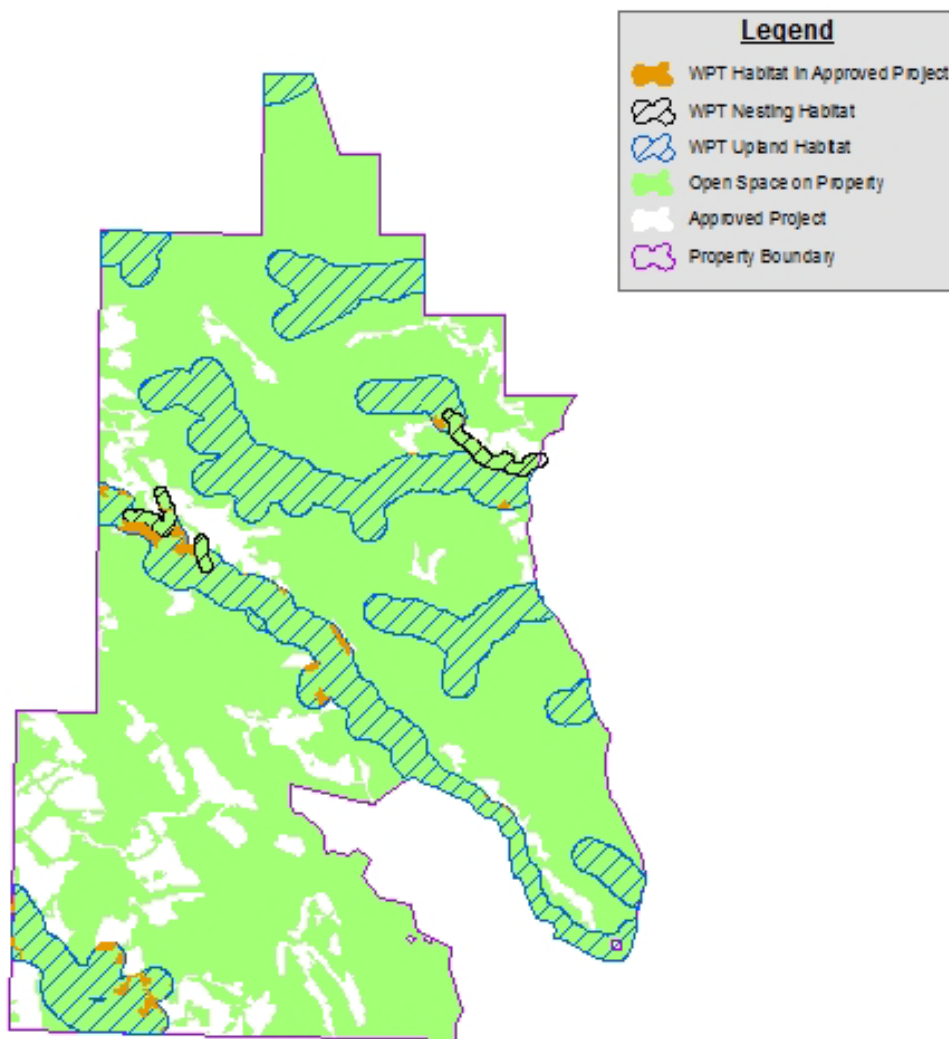 Legend
WPT Habitat in Approved Project
WPT Nesting Habitat
WPT Upland Habitat
Open Space on Property
Approved Project
Property Boundary